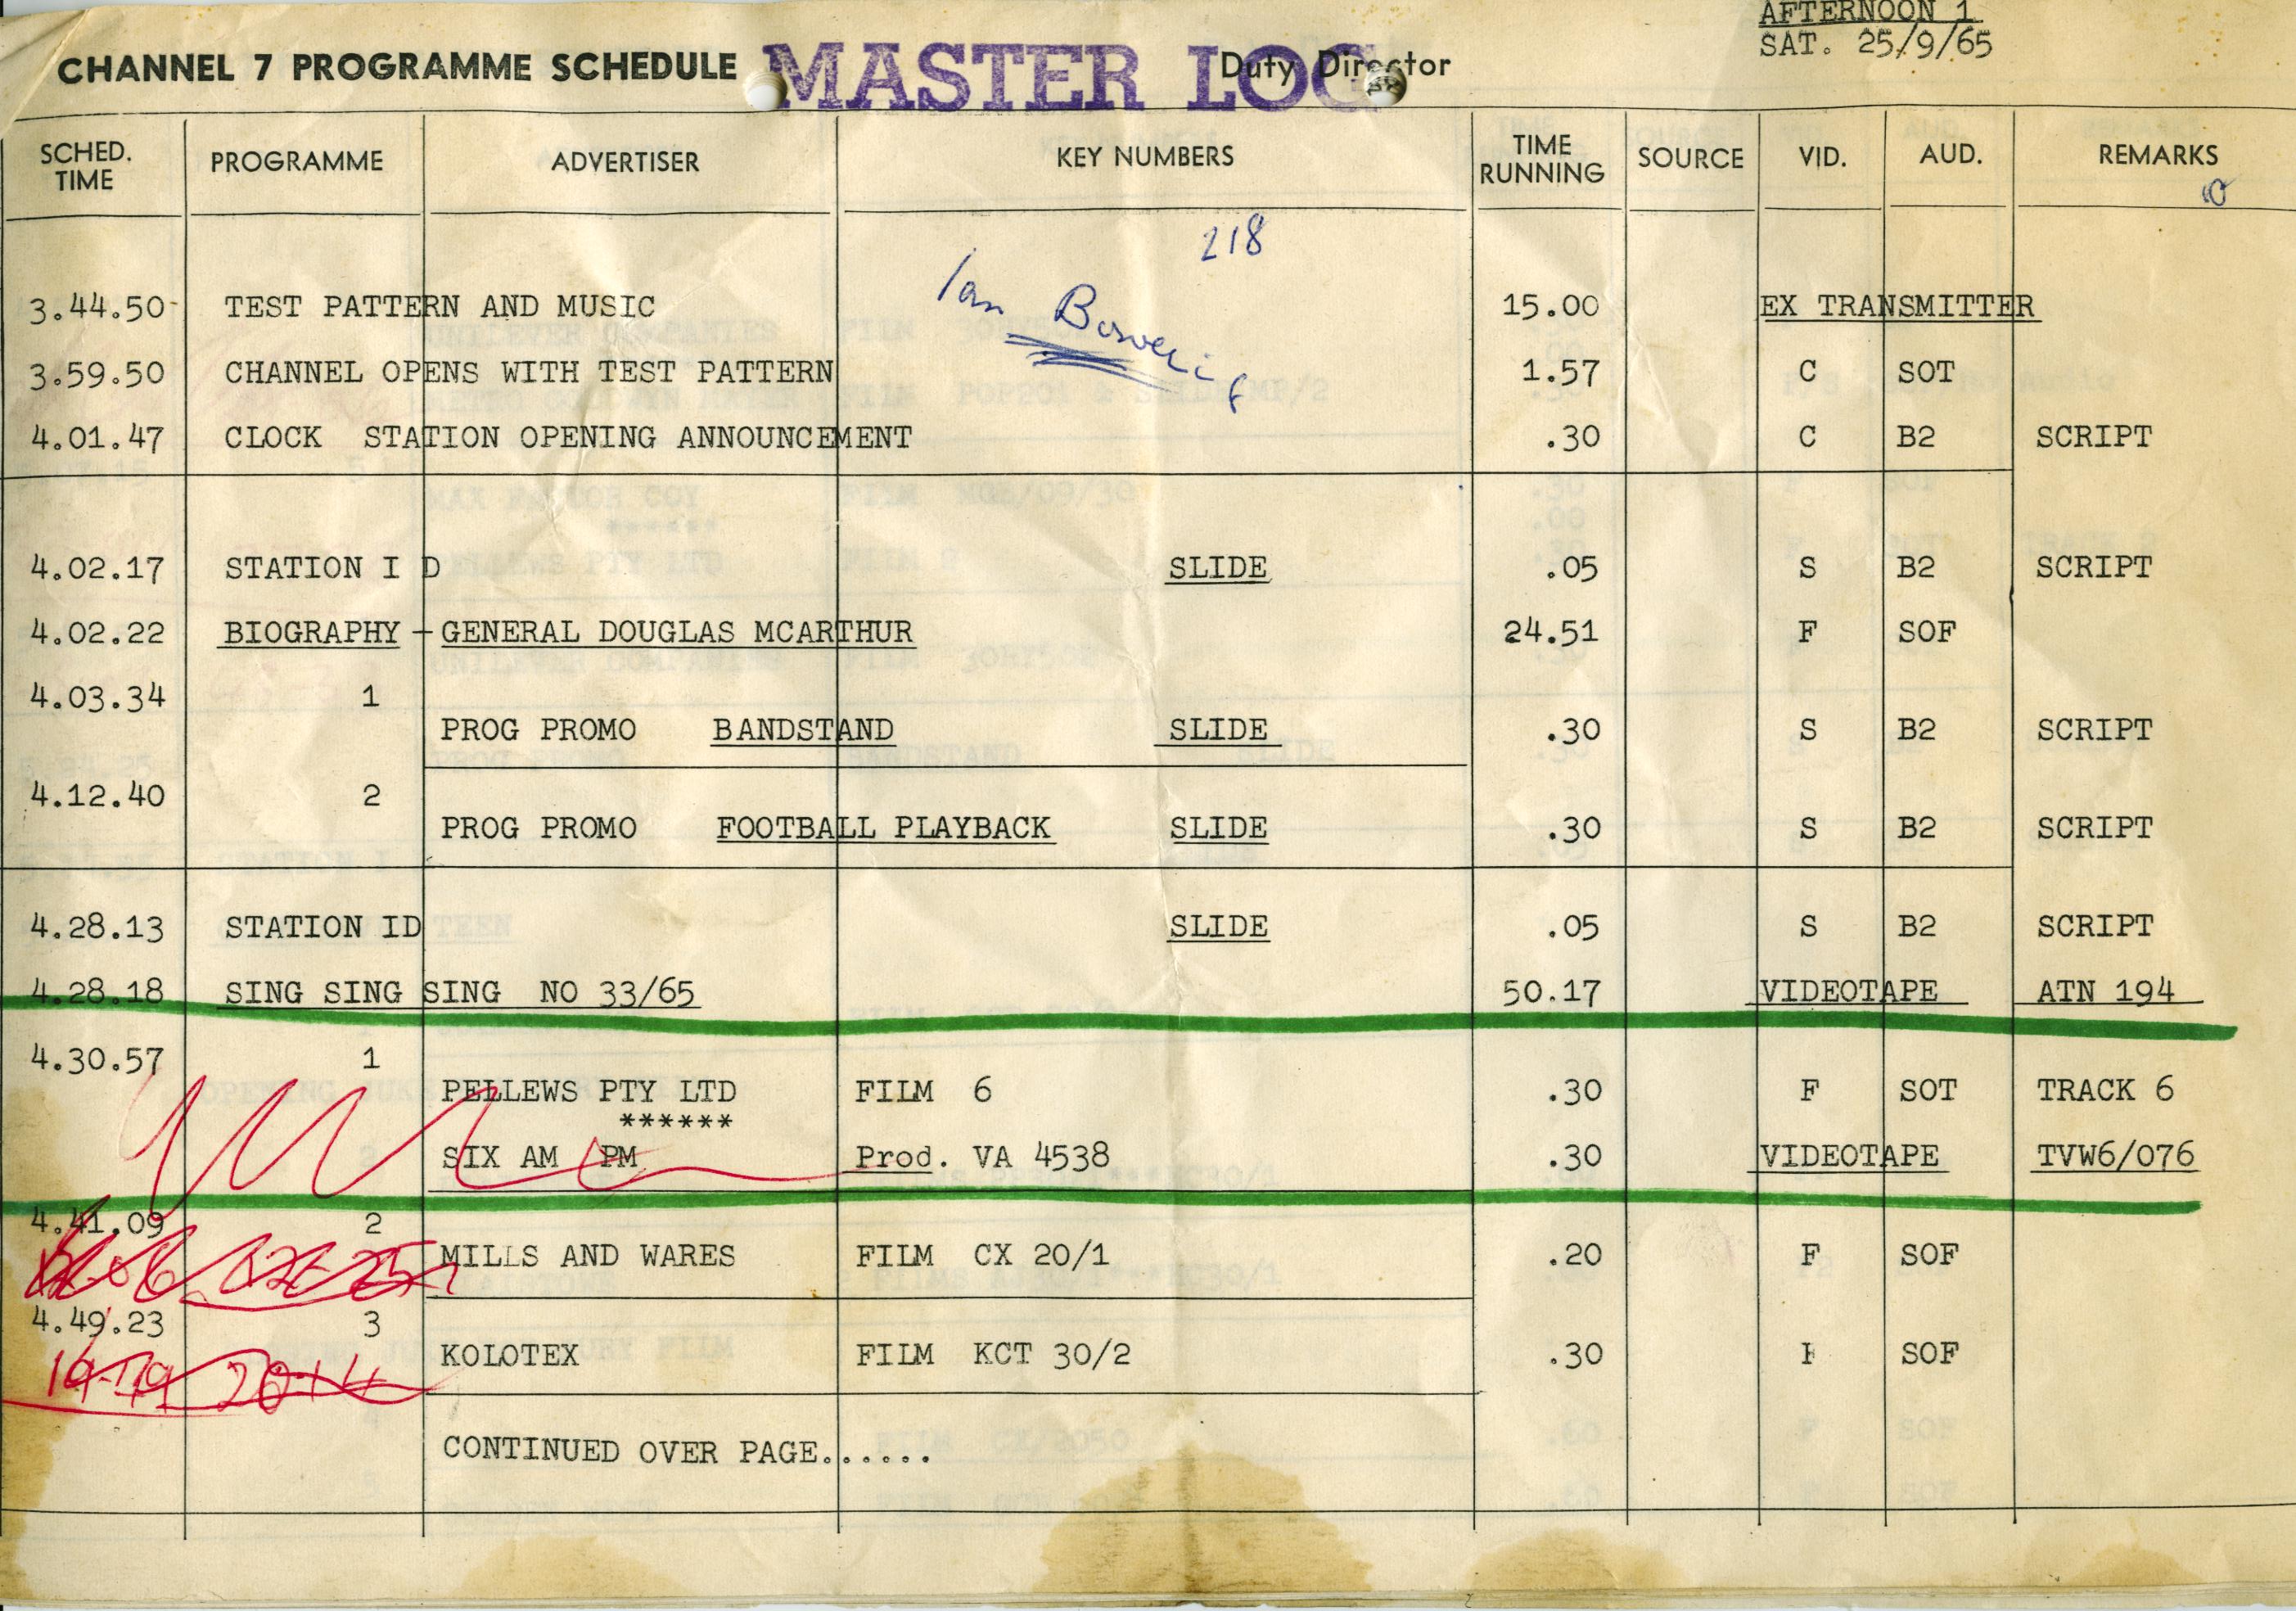 AFTERNOON 1
CHANNEL 7 PROGRAMME SCHEDULE MASTER LOG Duty Director SAT. 25/9/65
SCHED. TIME PROGRAMME ADVERTISER KEY NUMBERS TIME RUNNING SOURCE VID. AUD. REMARKS
218
Ian
3.44.50 TEST PATTERN AND MUSIC 15.00 EX TRANSMITTER
3.59.50 CHANNEL OPENS WITH TEST PATTERN 1.57 C SOT
4.01.47 CLOCK STATION OPENING ANNOUNCEMENT .30 C B2 SCRIPT
4.02.17 STATION I D SLIDE .05 S B2 SCRIPT
4.02.22 BIOGRAPHY - GENERAL DOUGLAS MCARTHUR 24.51 F SOF
4.03.34 1
PROG PROMO BANDSTAND SLIDE .30 S B2 SCRIPT
4.12.40 2
PROG PROMO FOOTBALL PLAYBACK SLIDE .30 S B2 SCRIPT
4.28.13 STATION ID SLIDE .05 S B2 SCRIPT
4.28.18 SING SING SING NO 33/65 50.17 VIDEOTAPE ATN 194
4.30.57 1
PELLEWS PTY LTD FILM 6 .30 F SOT TRACK 6
******
SIX AM PM Prod. VA 4538 .30 VIDEOTAPE TVW6/076
4.41.09 2
MILLS AND WARES FILM CX 20/1 .20 F SOF
4.49.23 3
KOLOTEX FILM KCT 30/2 .30 F SOF
CONTINUED OVER PAGE......